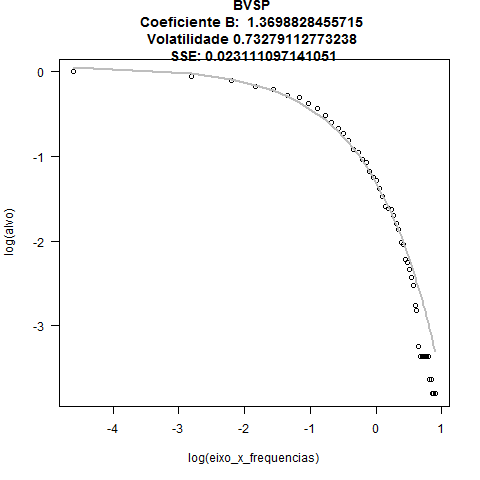 BVSP
Coeficiente B:  1.3698828455715
Volatilidade 0.73279112773238
SSE: 0.023111097141051
0
-1
-2
-3
log(alvo)
-4
-3
-2
-1
0
1
log(eixo_x_frequencias)